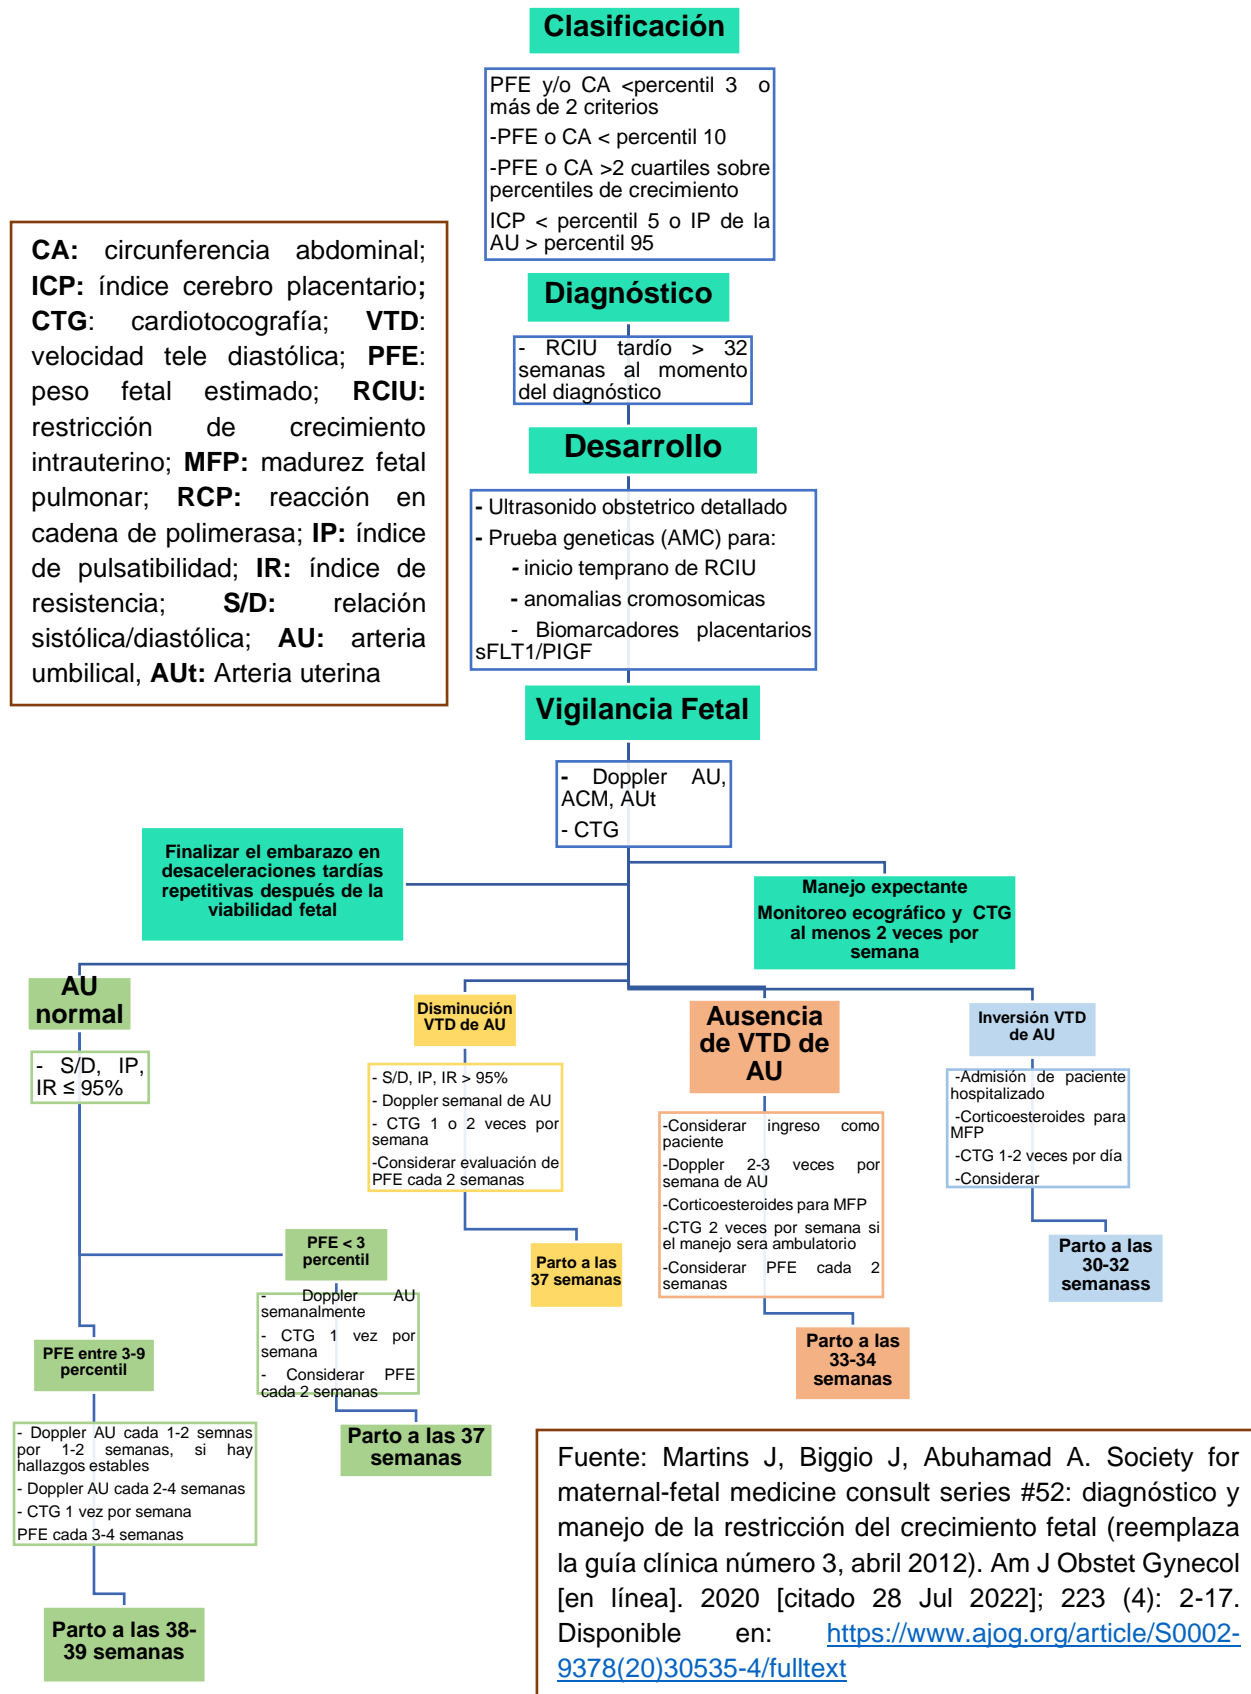 Clasificación
PFE y/o CA <percentil 3 o
más de 2 criterios
-PFE o CA < percentil 10
-PFE o CA >2 cuartiles sobre
percentiles de crecimiento
ICP < percentil 5 o IP de la
AU > percentil 95
CA: circunferencia abdominal;
ICP: índice cerebro placentario;
CTG: cardiotocografía; VTD:
velocidad tele diastólica; PFE:
peso fetal estimado; RCIU:
restricción de crecimiento
intrauterino; MFP: madurez fetal
pulmonar; RCP: reacción en
cadena de polimerasa; IP: índice
de pulsatibilidad; IR: índice de
resistencia; S/D: relación
sistólica/diastólica; AU: arteria
umbilical, AUt: Arteria uterina
Diagnóstico
- RCIU tardío > 32
semanas al momento
del diagnóstico
Desarrollo
- Ultrasonido obstetrico detallado
- Prueba geneticas (AMC) para:
- inicio temprano de RCIU
- anomalias cromosomicas
- Biomarcadores placentarios
sFLT1/PIGF
Vigilancia Fetal
- Doppler AU,
ACM, AUt
- CTG
Finalizar el embarazo en
desaceleraciones tardías
repetitivas después de la
viabilidad fetal
Manejo expectante
Monitoreo ecográfico y CTG
al menos 2 veces por
semana
AU
normal
- S/D, IP,
IR ≤ 95%
Disminución
VTD de AU
- S/D, IP, IR > 95%
- Doppler semanal de AU
- CTG 1 o 2 veces por
semana
-Considerar evaluación de
PFE cada 2 semanas
Parto a las
37 semanas
Ausencia
de VTD de
AU
-Considerar ingreso como
paciente
-Doppler 2-3 veces por
semana de AU
-Corticoesteroides para MFP
-CTG 2 veces por semana si
el manejo sera ambulatorio
-Considerar PFE cada 2
semanas
Parto a las
33-34
semanas
Inversión VTD
de AU
-Admisión de paciente
hospitalizado
-Corticoesteroides para
MFP
-CTG 1-2 veces por día
-Considerar
Parto a las
30-32
semanass
PFE < 3
percentil
- Doppler AU
semanalmente
- CTG 1 vez por
semana
- Considerar PFE
cada 2 semanas
Parto a las 37
semanas
PFE entre 3-9
percentil
- Doppler AU cada 1-2 semnas
por 1-2 semanas, si hay
hallazgos estables
- Doppler AU cada 2-4 semanas
- CTG 1 vez por semana
PFE cada 3-4 semanas
Parto a las 38-
39 semanas
Fuente: Martins J, Biggio J, Abuhamad A. Society for
maternal-fetal medicine consult series #52: diagnóstico y
manejo de la restricción del crecimiento fetal (reemplaza
la guía clínica número 3, abril 2012). Am J Obstet Gynecol
[en línea]. 2020 [citado 28 Jul 2022]; 223 (4): 2-17.
Disponible en: https://www.ajog.org/article/S0002-
9378(20)30535-4/fulltext